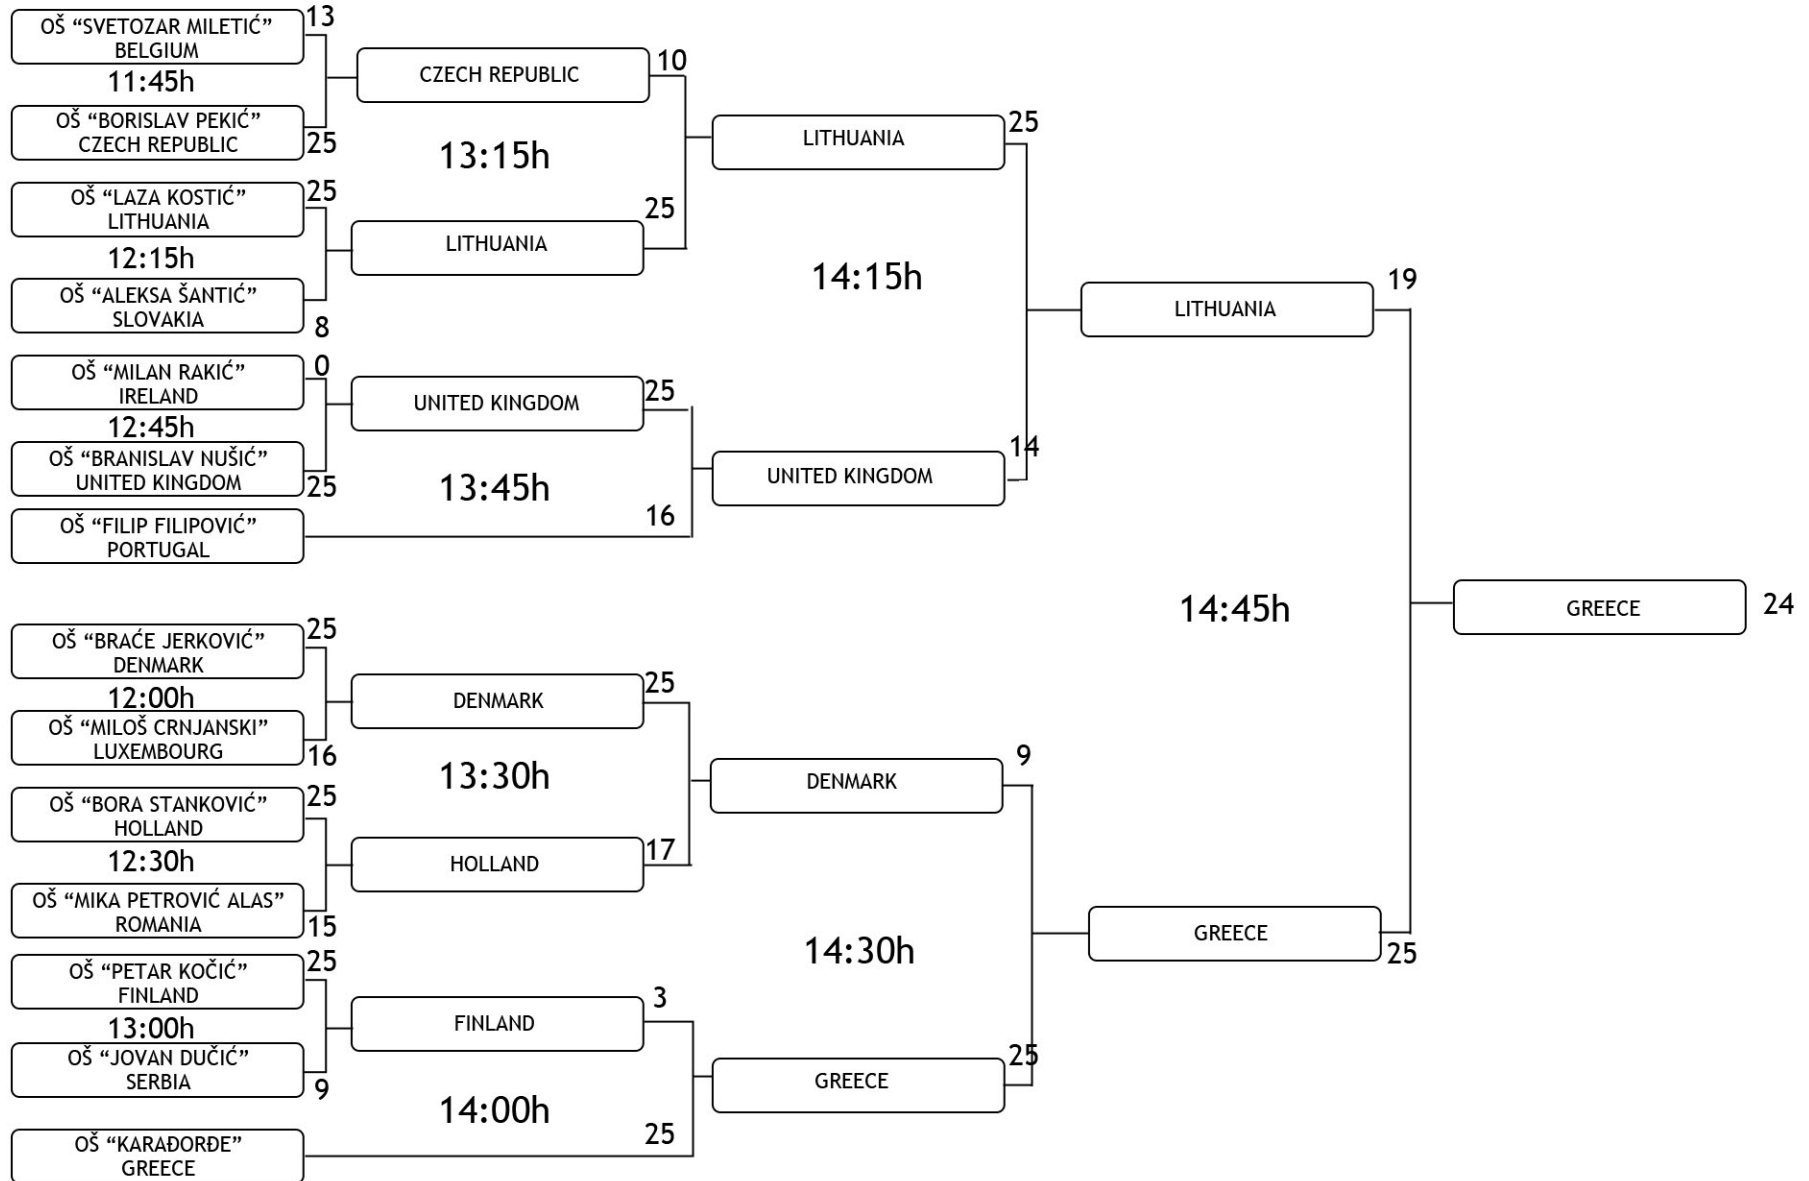 OŠ “SVETOZAR MILETIĆ”
BELGIUM
13
11:45h
OŠ “BORISLAV PEKIĆ”
CZECH REPUBLIC
25
OŠ “LAZA KOSTIĆ”
LITHUANIA
25
12:15h
OŠ “ALEKSA ŠANTIĆ”
SLOVAKIA
8
OŠ “MILAN RAKIĆ”
IRELAND
0
12:45h
OŠ “BRANISLAV NUŠIĆ”
UNITED KINGDOM
25
OŠ “FILIP FILIPOVIĆ”
PORTUGAL
16
OŠ “BRAĆE JERKOVIĆ”
DENMARK
25
12:00h
OŠ “MILOŠ CRNJANSKI”
LUXEMBOURG
16
OŠ “BORA STANKOVIĆ”
HOLLAND
25
12:30h
OŠ “MIKA PETROVIĆ ALAS”
ROMANIA
15
OŠ “PETAR KOČIĆ”
FINLAND
25
13:00h
OŠ “JOVAN DUČIĆ”
SERBIA
9
OŠ “KARAĐORĐE”
GREECE
25
CZECH REPUBLIC
10
13:15h
LITHUANIA
25
UNITED KINGDOM
25
13:45h
DENMARK
25
13:30h
HOLLAND
17
FINLAND
3
14:00h
LITHUANIA
25
14:15h
UNITED KINGDOM
14
DENMARK
9
14:30h
GREECE
25
LITHUANIA
19
14:45h
GREECE
25
GREECE
24